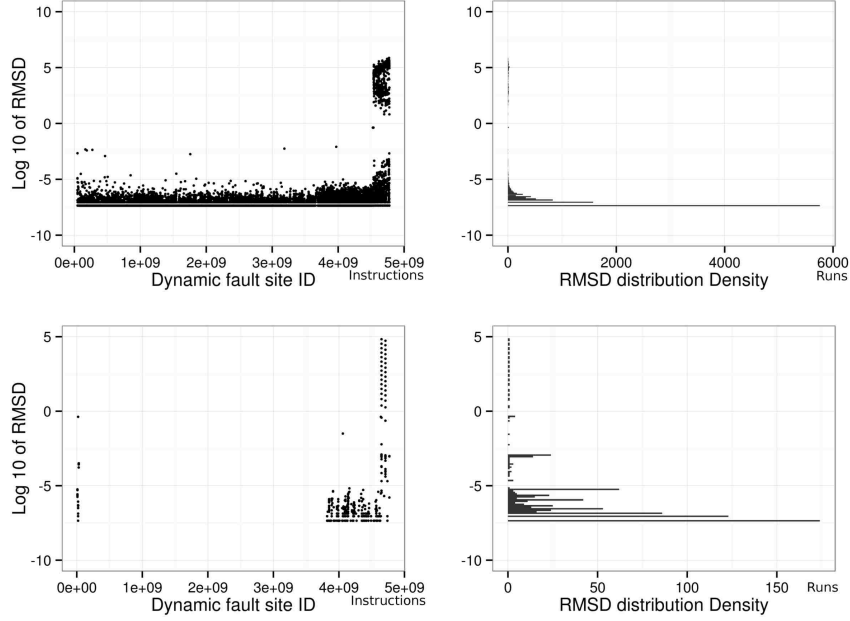 10
5
0
-5
-10
Log 10 of RMSD
0e+00 1e+09 2e+09 3e+09 4e+09 5e+09
Dynamic fault site ID
Instructions
10
5
0
-5
-10
0 2000 4000 6000
RMSD distribution Density
Runs
5
0
-5
-10
Log 10 of RMSD
0e+00 1e+09 2e+09 3e+09 4e+09 5e+09
Dynamic fault site ID
Instructions
5
0
-5
-10
0 50 100 150
RMSD distribution Density
Runs